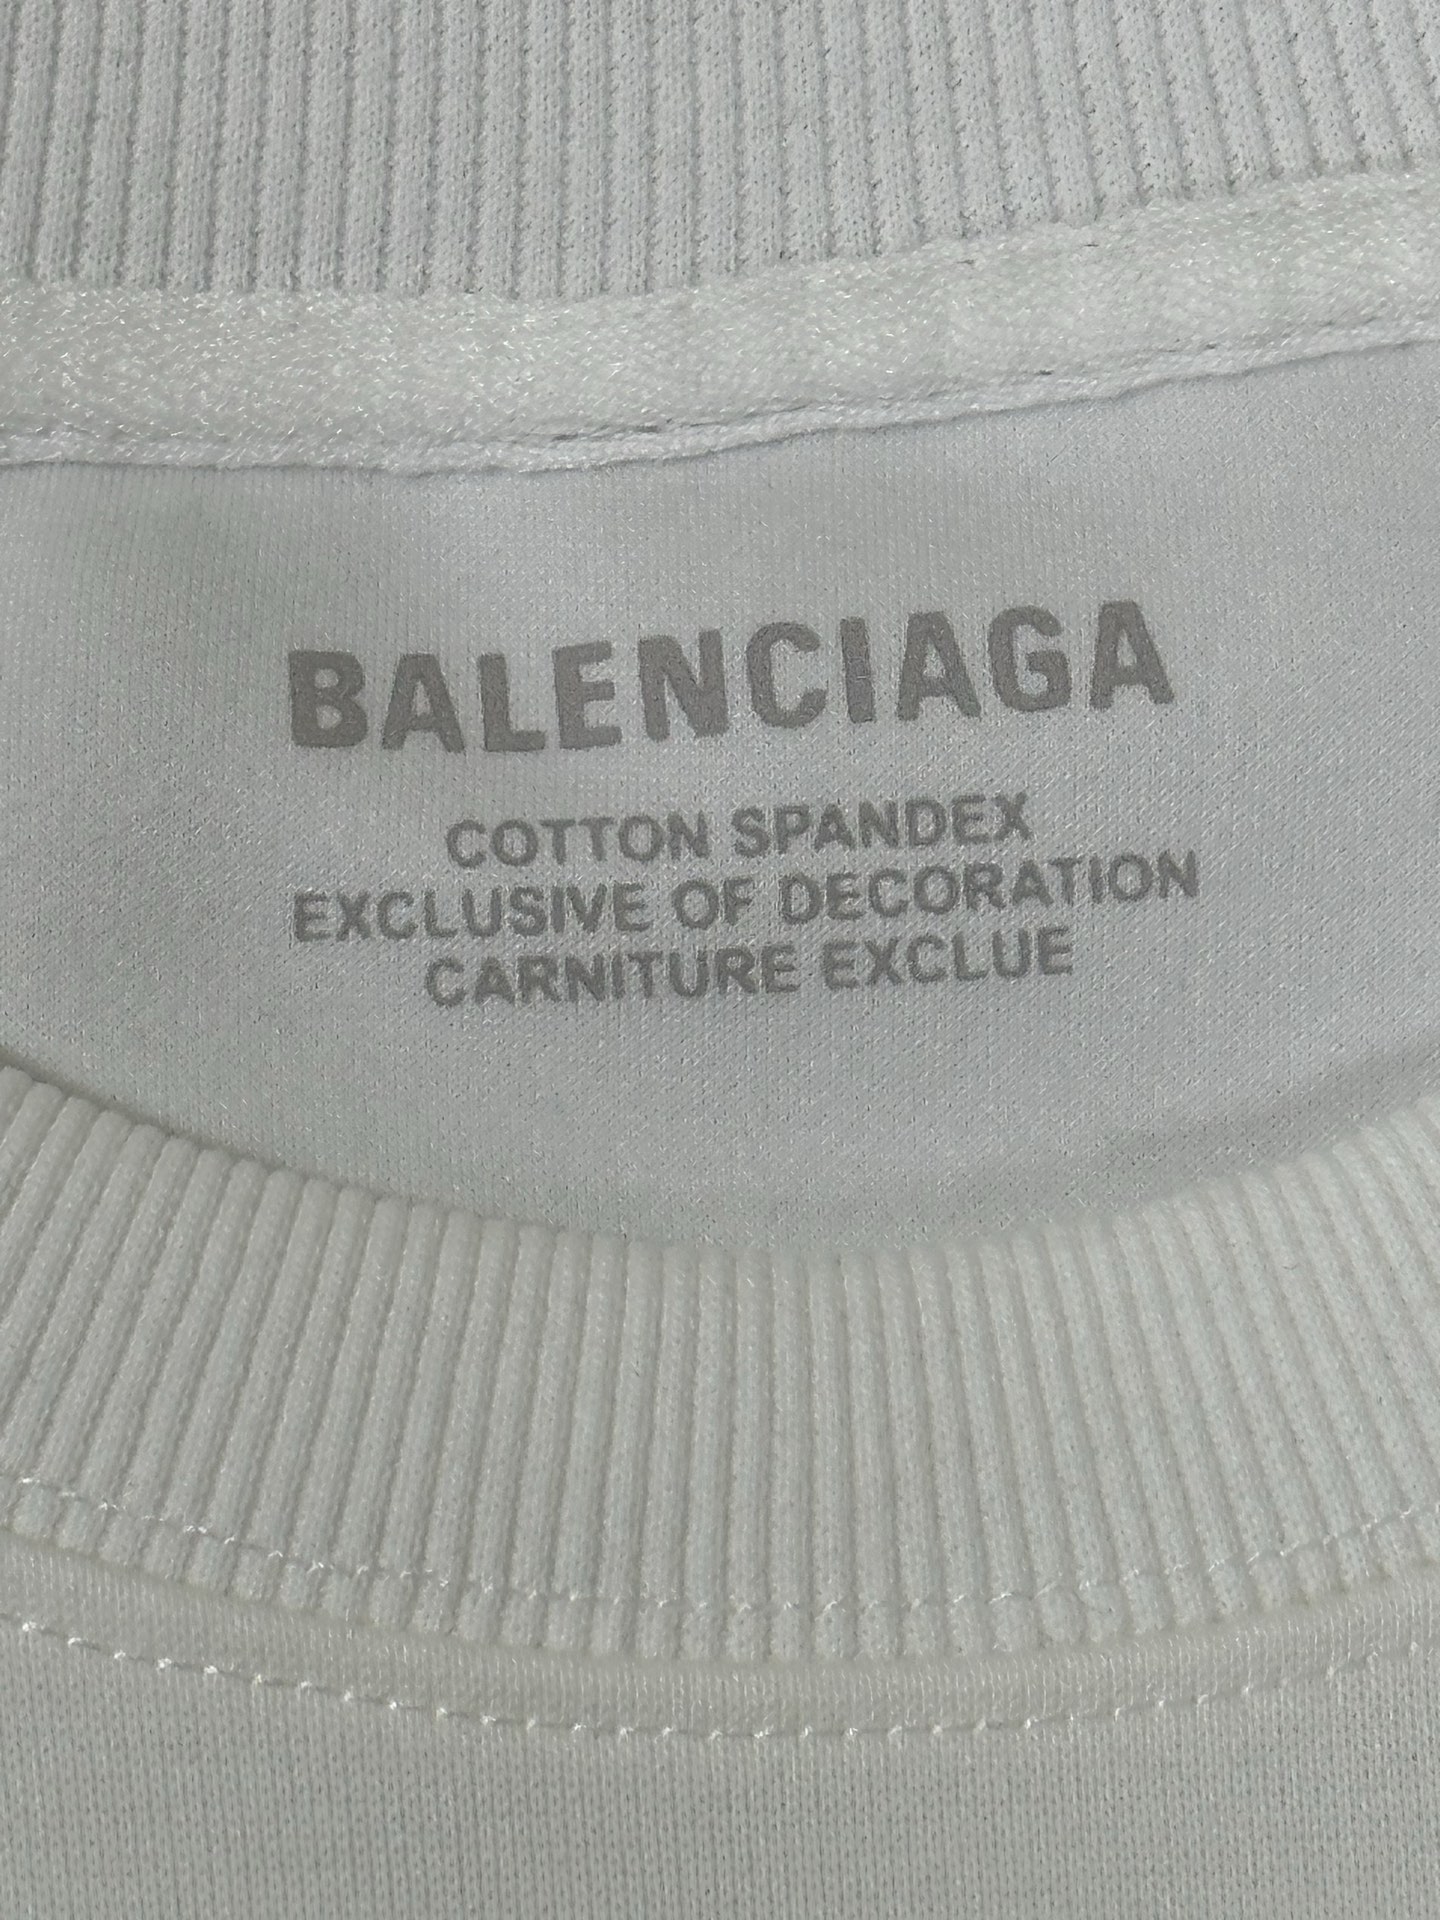 BALENCIAGA
COTTON SPANDEX
EXCLUSIVE OF DECORATION
CARNITURE EXCLUE